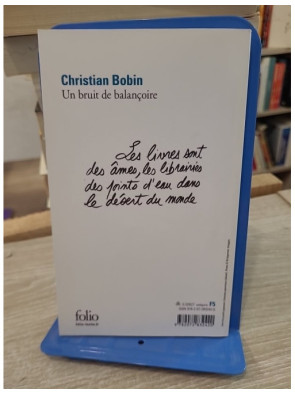 Christian Bobin
Un bruit de balançoire
Les livres sont
des âmes, les librairies
des points d'eau dans
le désert du monde
folio